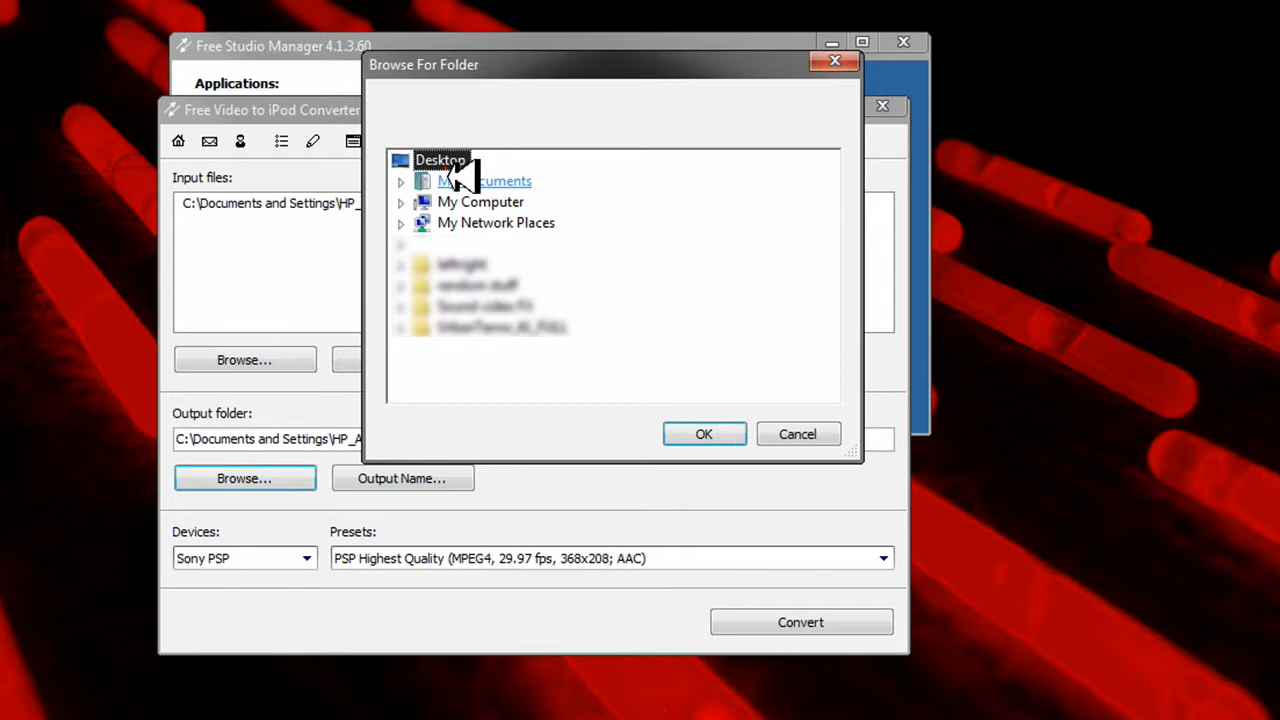 Free Studio Manager 4.1.3.60
Browse For Folder
Applications:
Free Video to iPod Converter
Desktop
Input files:
My Documents
C:\Documents and Settings\HP_
My Computer
My Network Places
Browse...
Output folder:
OK
Cancel
C:\Documents and Settings\HP_A
Browse...
Output Name...
Devices:
Presets:
Sony PSP
PSP Highest Quality (MPEG4, 29.97 fps, 368x208; AAC)
Convert